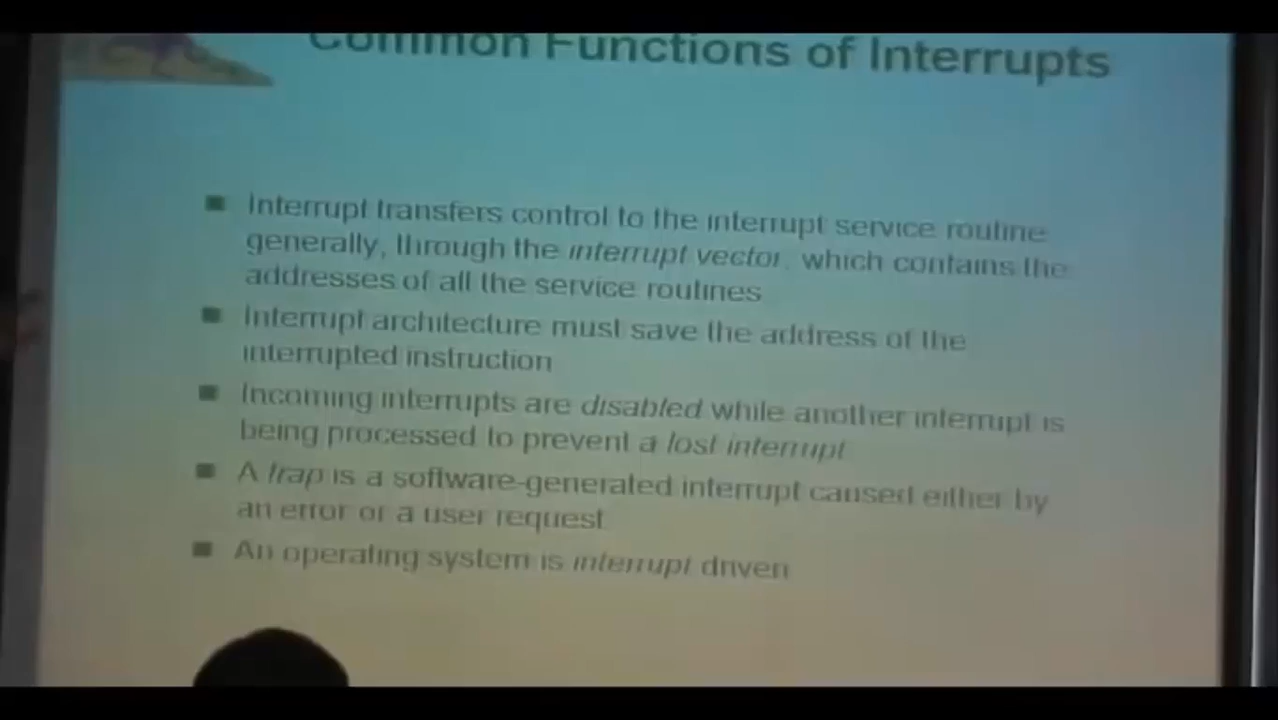 Common Functions of Interrupts
Interrupt transfers control to the interrupt service routine
generally, through the interrupt vector, which contains the
addresses of all the service routines
Interrupt architecture must save the address of the
interrupted instruction
Incoming interrupts are disabled while another interrupt is
being processed to prevent a lost interrupt
A trap is a software-generated interrupt caused either by
an error or a user request
An operating system is interrupt driven